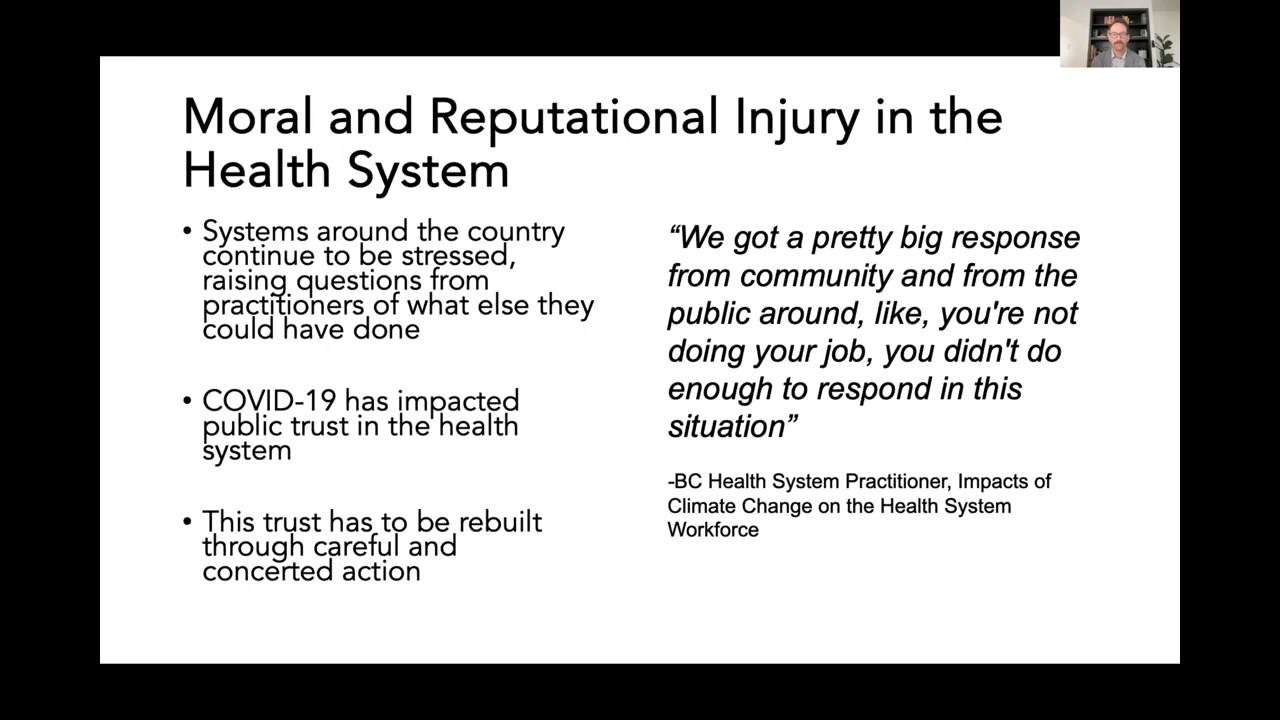 Moral and Reputational Injury in the
Health System
• Systems around the country
continue to be stressed,
raising questions from
practitioners of what else they
could have done
• COVID-19 has impacted
public trust in the health
system
• This trust has to be rebuilt
through careful and
concerted action
“We got a pretty big response
from community and from the
public around, like, you're not
doing your job, you didn't do
enough to respond in this
situation”
-BC Health System Practitioner, Impacts of
Climate Change on the Health System
Workforce